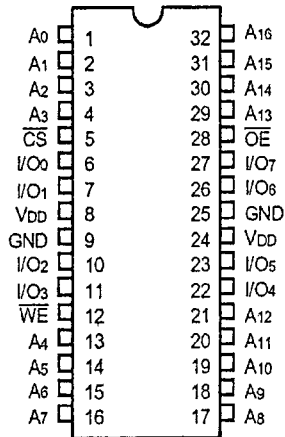 A0 1 32 A16
A1 2 31 A15
A2 3 30 A14
A3 4 29 A13
C̅S̅ 5 28 O̅E̅
I/O0 6 27 I/O7
I/O1 7 26 I/O6
VDD 8 25 GND
GND 9 24 VDD
I/O2 10 23 I/O5
I/O3 11 22 I/O4
W̅E̅ 12 21 A12
A4 13 20 A11
A5 14 19 A10
A6 15 18 A9
A7 16 17 A8